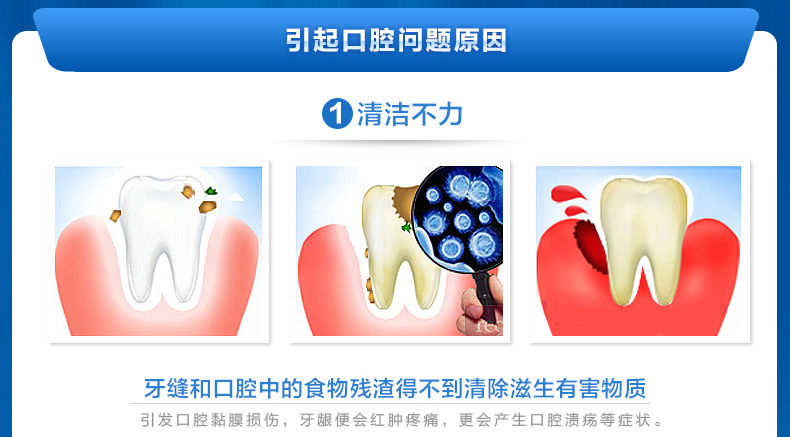 引起口腔问题原因
1 清洁不力
牙缝和口腔中的食物残渣得不到清除滋生有害物质
引发口腔黏膜损伤，牙龈便会红肿疼痛，更会产生口腔溃疡等症状。